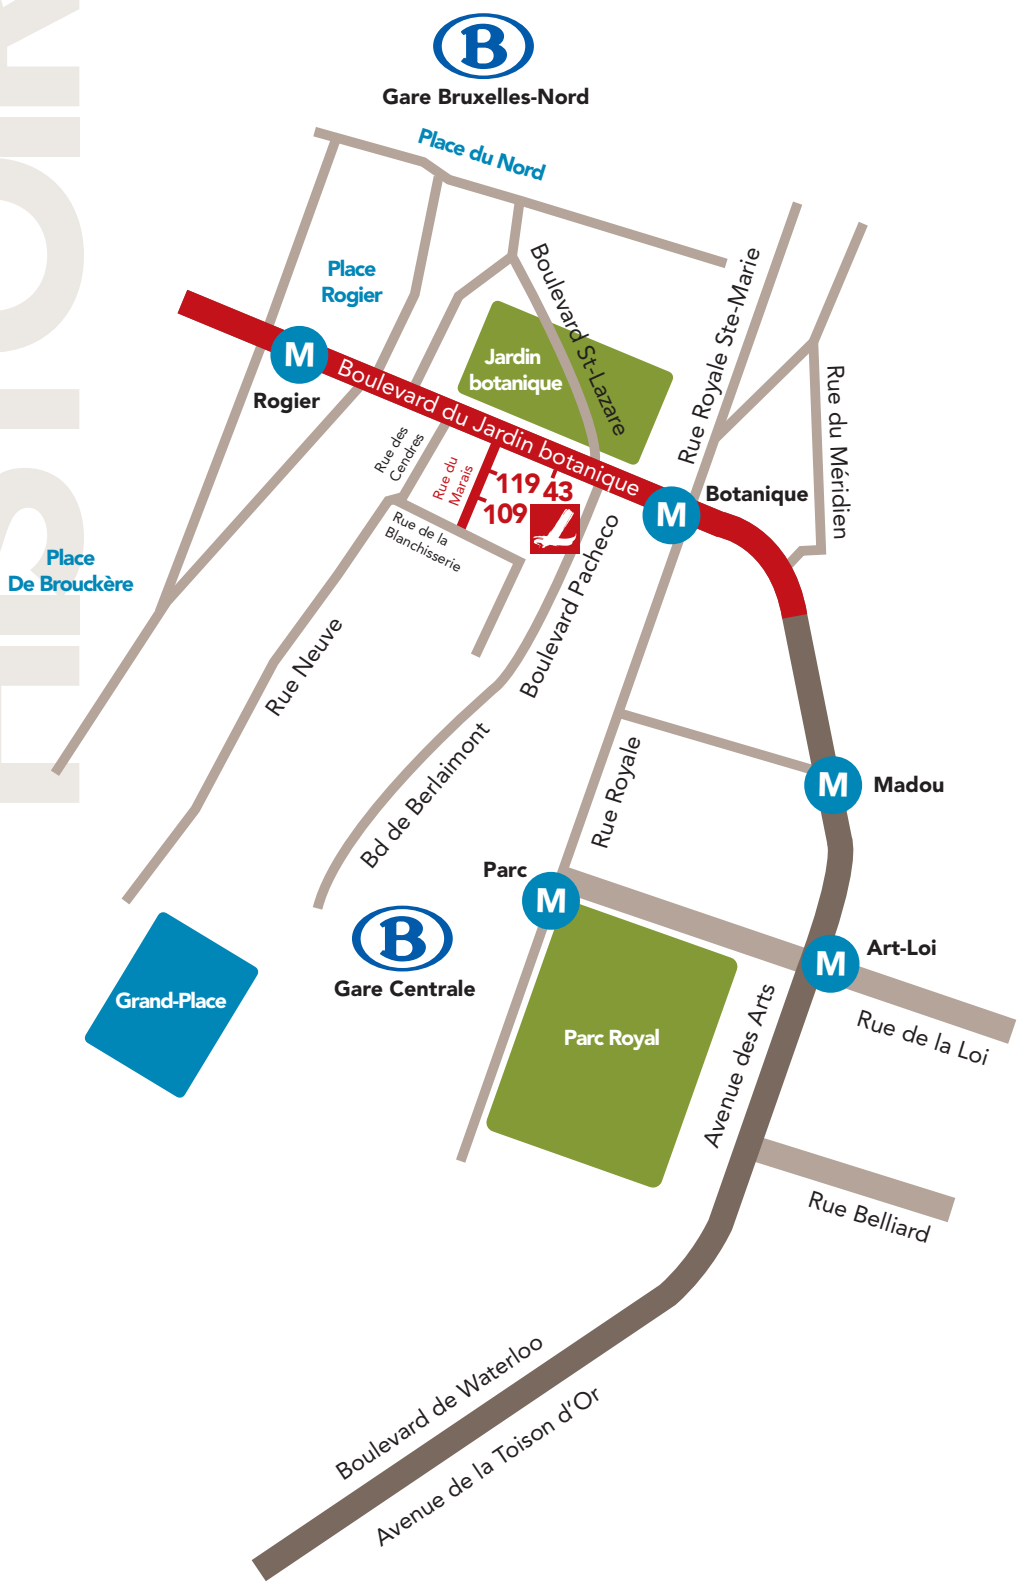 B
Gare Bruxelles-Nord
Place du Nord
Place
Rogier
Boulevard St-Lazare
Rue Royale Ste-Marie
Jardin
botanique
M
Rogier
Boulevard du Jardin botanique
Rue du Méridien
Rue des
Cendres
Rue du
Marais
119
43
109
M
Botanique
Rue de la
Blanchisserie
Boulevard Pacheco
Place
De Brouckère
Rue Neuve
Bd de Berlaimont
Rue Royale
M
Madou
Parc
M
B
Gare Centrale
M
Art-Loi
Grand-Place
Parc Royal
Avenue des Arts
Rue de la Loi
Rue Belliard
Boulevard de Waterloo
Avenue de la Toison d'Or